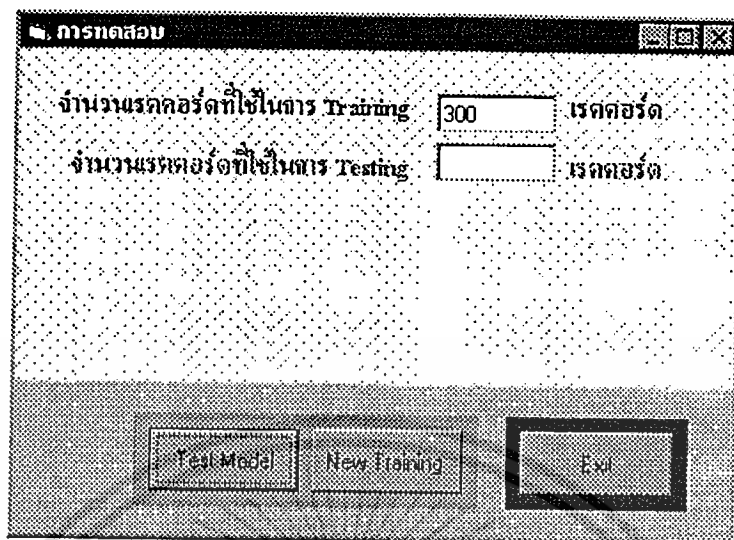 การทดสอบ
จำนวนเรคคอร์ดที่ใช้ในการ Training 300 เรคคอร์ด
จำนวนเรคคอร์ดที่ใช้ในการ Testing เรคคอร์ด
Test Model New Training Exit